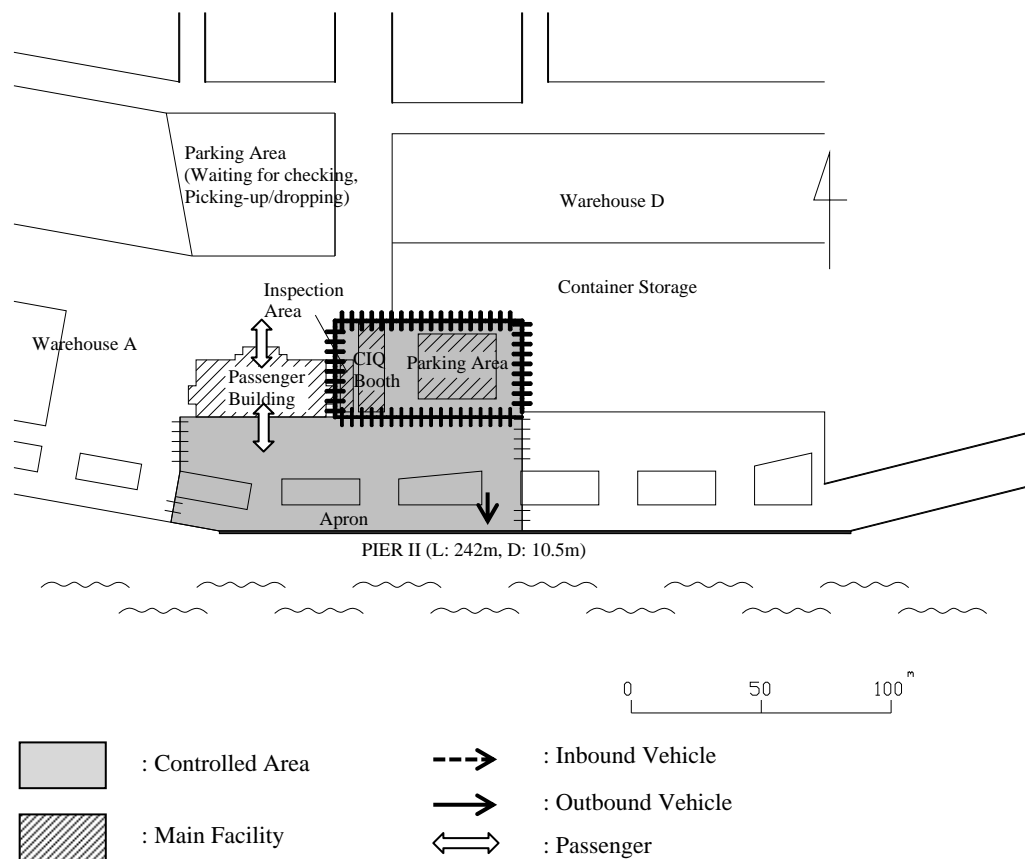 Parking Area
(Waiting for checking,
Picking-up/dropping)
Warehouse D
Inspection
Area
Container Storage
Warehouse A
CIQ
Booth
Parking Area
Passenger
Building
Apron
PIER II (L: 242m, D: 10.5m)
0 50 100 m
: Controlled Area
: Inbound Vehicle
: Outbound Vehicle
: Main Facility
: Passenger